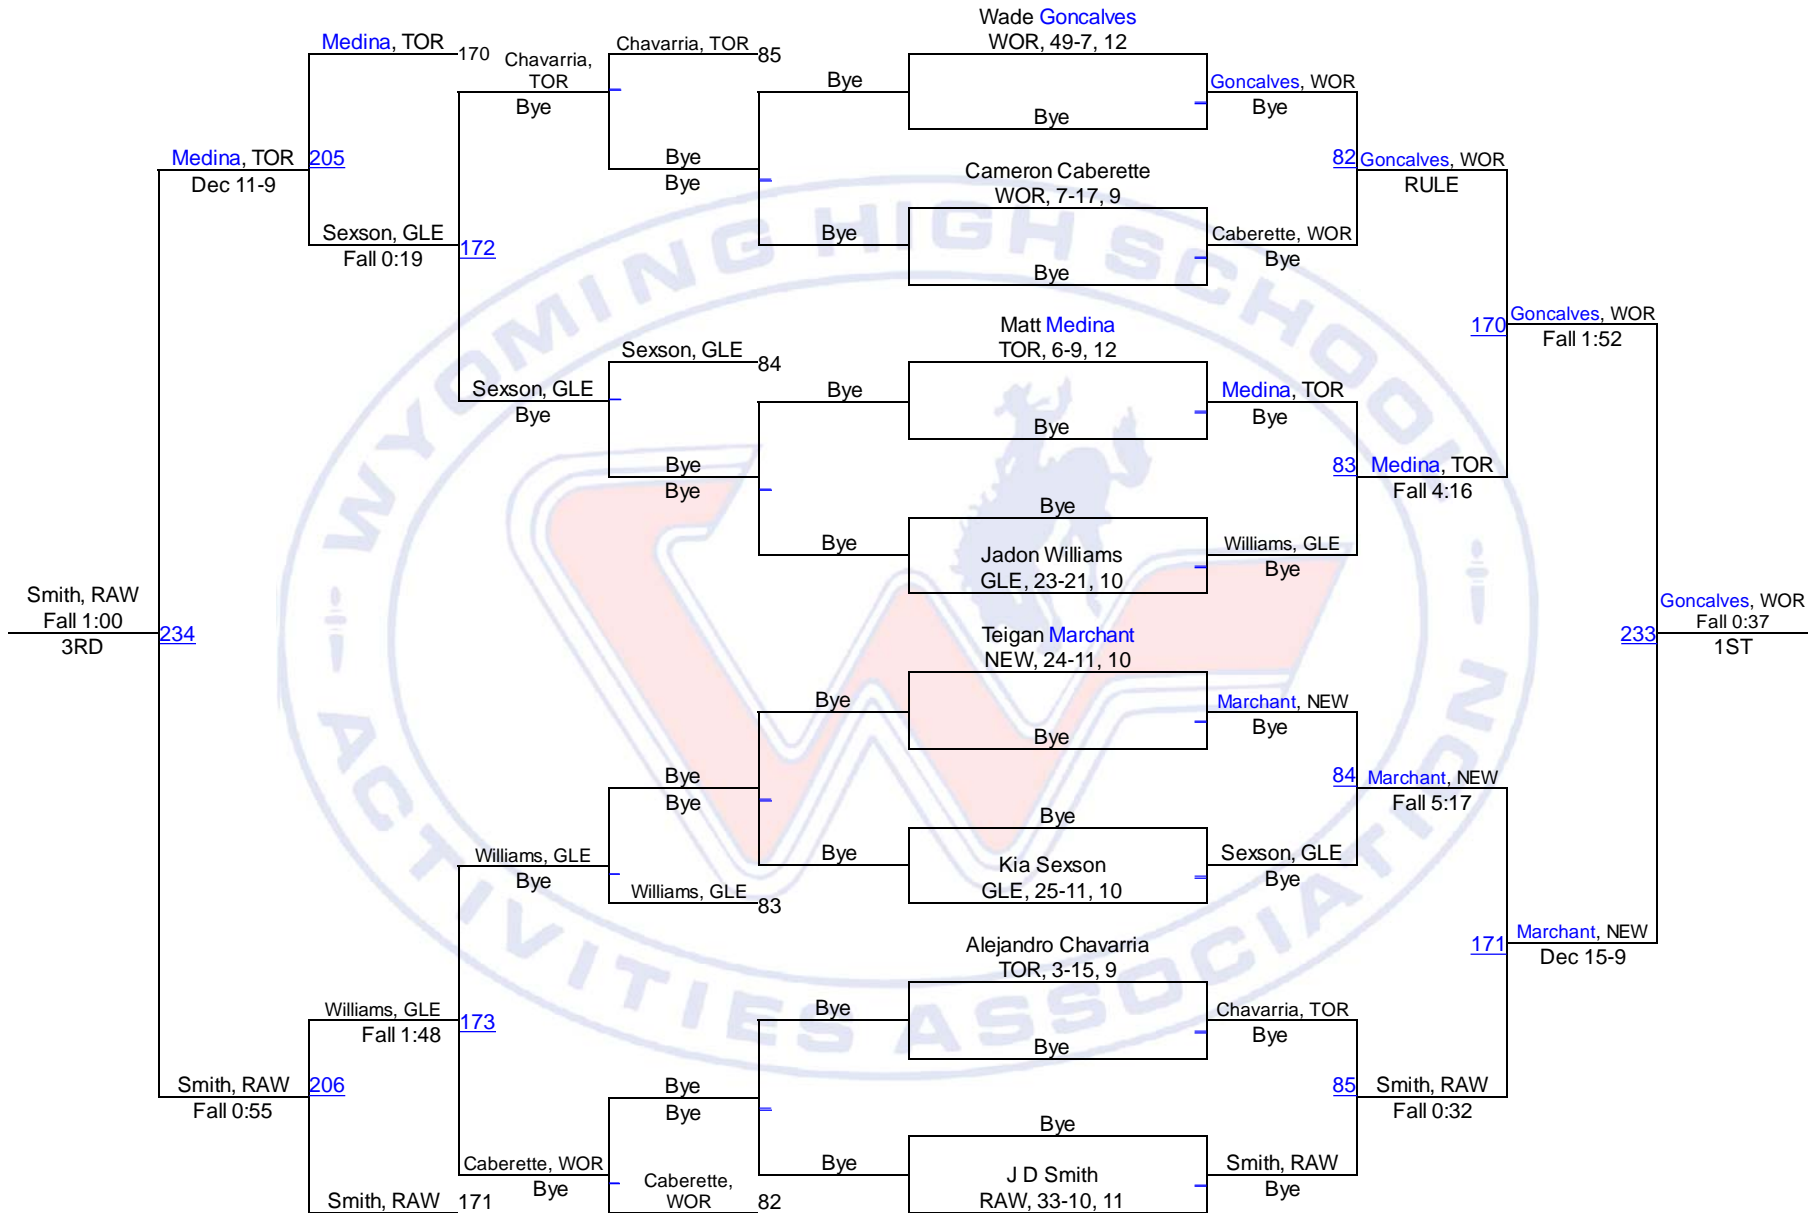 Wade Goncalves
WOR, 49-7, 12
Medina, TOR
170
Chavarria, TOR
85
Chavarria,
TOR
Bye
Bye
Goncalves, WOR
Bye
Bye
Medina, TOR
205
Dec 11-9
Bye
Bye
Cameron Caberette
WOR, 7-17, 9
82
Goncalves, WOR
RULE
Sexson, GLE
Fall 0:19
172
Bye
Caberette, WOR
Bye
Bye
WYOMING HIGH SCHOOL
ACTIVITIES ASSOCIATION
Matt Medina
TOR, 6-9, 12
170
Goncalves, WOR
Fall 1:52
Sexson, GLE
84
Sexson, GLE
Bye
Bye
Medina, TOR
Bye
Bye
Bye
Bye
83
Medina, TOR
Fall 4:16
Bye
Bye
Jadon Williams
GLE, 23-21, 10
Williams, GLE
Bye
Smith, RAW
Fall 1:00
3RD
234
Teigan Marchant
NEW, 24-11, 10
233
Goncalves, WOR
Fall 0:37
1ST
Bye
Marchant, NEW
Bye
Bye
Bye
Bye
84
Marchant, NEW
Fall 5:17
Williams, GLE
Bye
Bye
Bye
Kia Sexson
GLE, 25-11, 10
Sexson, GLE
Bye
Williams, GLE
83
Alejandro Chavarria
TOR, 3-15, 9
171
Marchant, NEW
Dec 15-9
Williams, GLE
Fall 1:48
173
Bye
Chavarria, TOR
Bye
Bye
Smith, RAW
206
Fall 0:55
Bye
Bye
85
Smith, RAW
Fall 0:32
Bye
Caberette, WOR
Bye
Bye
J D Smith
RAW, 33-10, 11
Smith, RAW
Bye
Smith, RAW
171
Caberette,
WOR
82